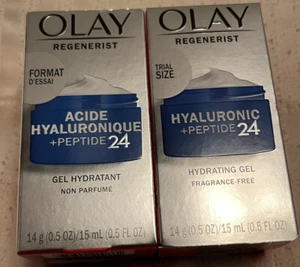 OLAY
REGENERIST
FORMAT
D'ESSAI
ACIDE
HYALURONIQUE
+PEPTIDE 24
GEL HYDRATANT
NON PARFUMÉ
14 g (0.5 OZ)/15 mL (0.5 FL OZ)
OLAY
REGENERIST
TRIAL
SIZE
HYALURONIC
+PEPTIDE 24
HYDRATING GEL
FRAGRANCE-FREE
14 g (0.5 OZ)/15 mL (0.5 FL OZ)